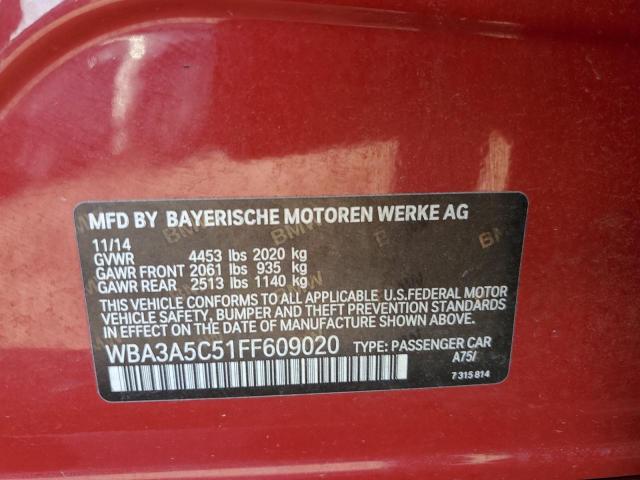 MFD BY BAYERISCHE MOTOREN WERKE AG
11/14
GVWR 4453 lbs 2020 kg
GAWR FRONT 2061 lbs 935 kg
GAWR REAR 2513 lbs 1140 kg
THIS VEHICLE CONFORMS TO ALL APPLICABLE U.S.FEDERAL MOTOR
VEHICLE SAFETY, BUMPER AND THEFT PREVENTION STANDARDS
IN EFFECT ON THE DATE OF MANUFACTURE SHOWN ABOVE.
WBA3A5C51FF609020 TYPE: PASSENGER CAR
A75/
7 315 814